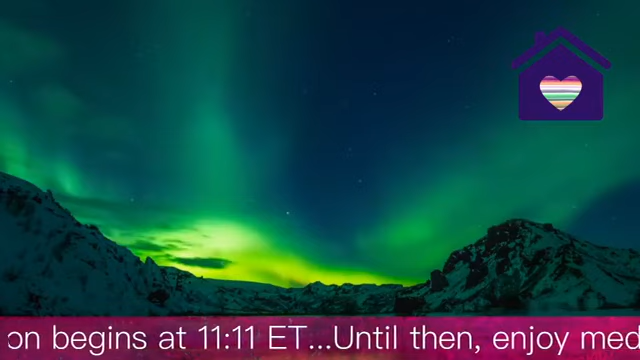 on begins at 11:11 ET...Until then, enjoy med